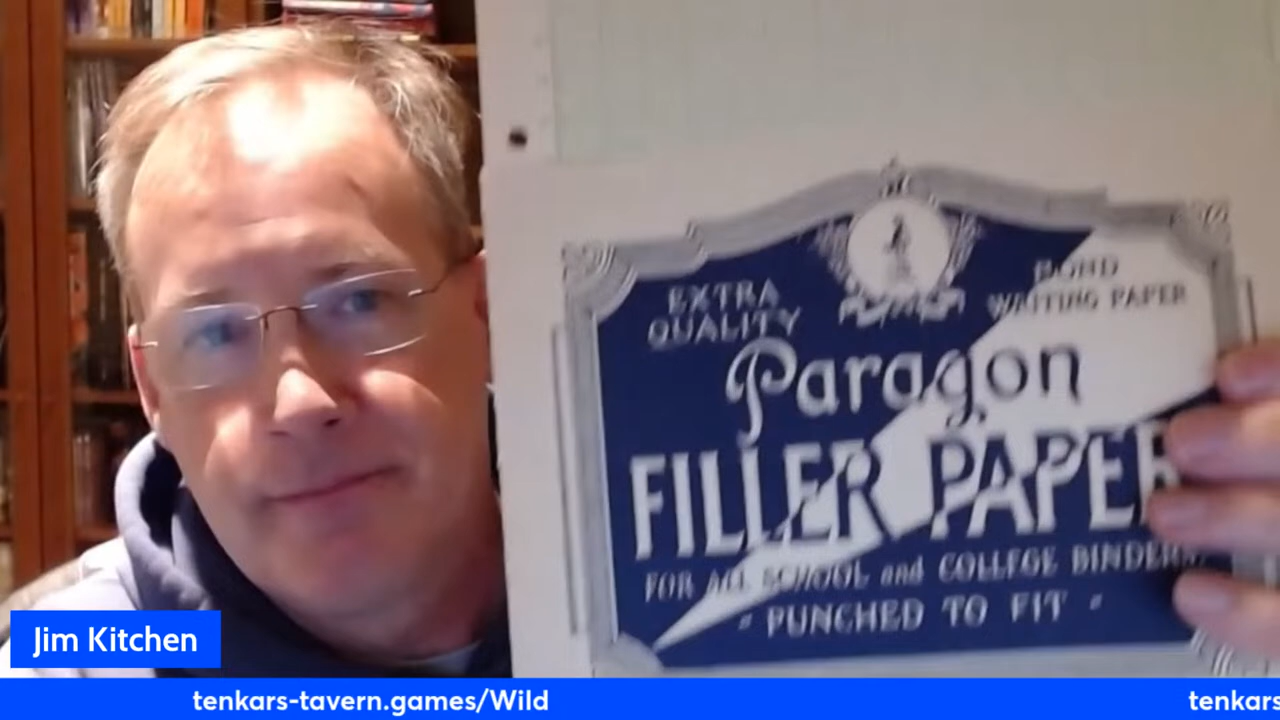 EXTRA
QUALITY
BOND
WRITING PAPER
Paragon
FILLER PAPER
FOR ALL SCHOOL and COLLEGE BINDERS
- PUNCHED TO FIT -
Jim Kitchen
tenkars-tavern.games/Wild
tenkars